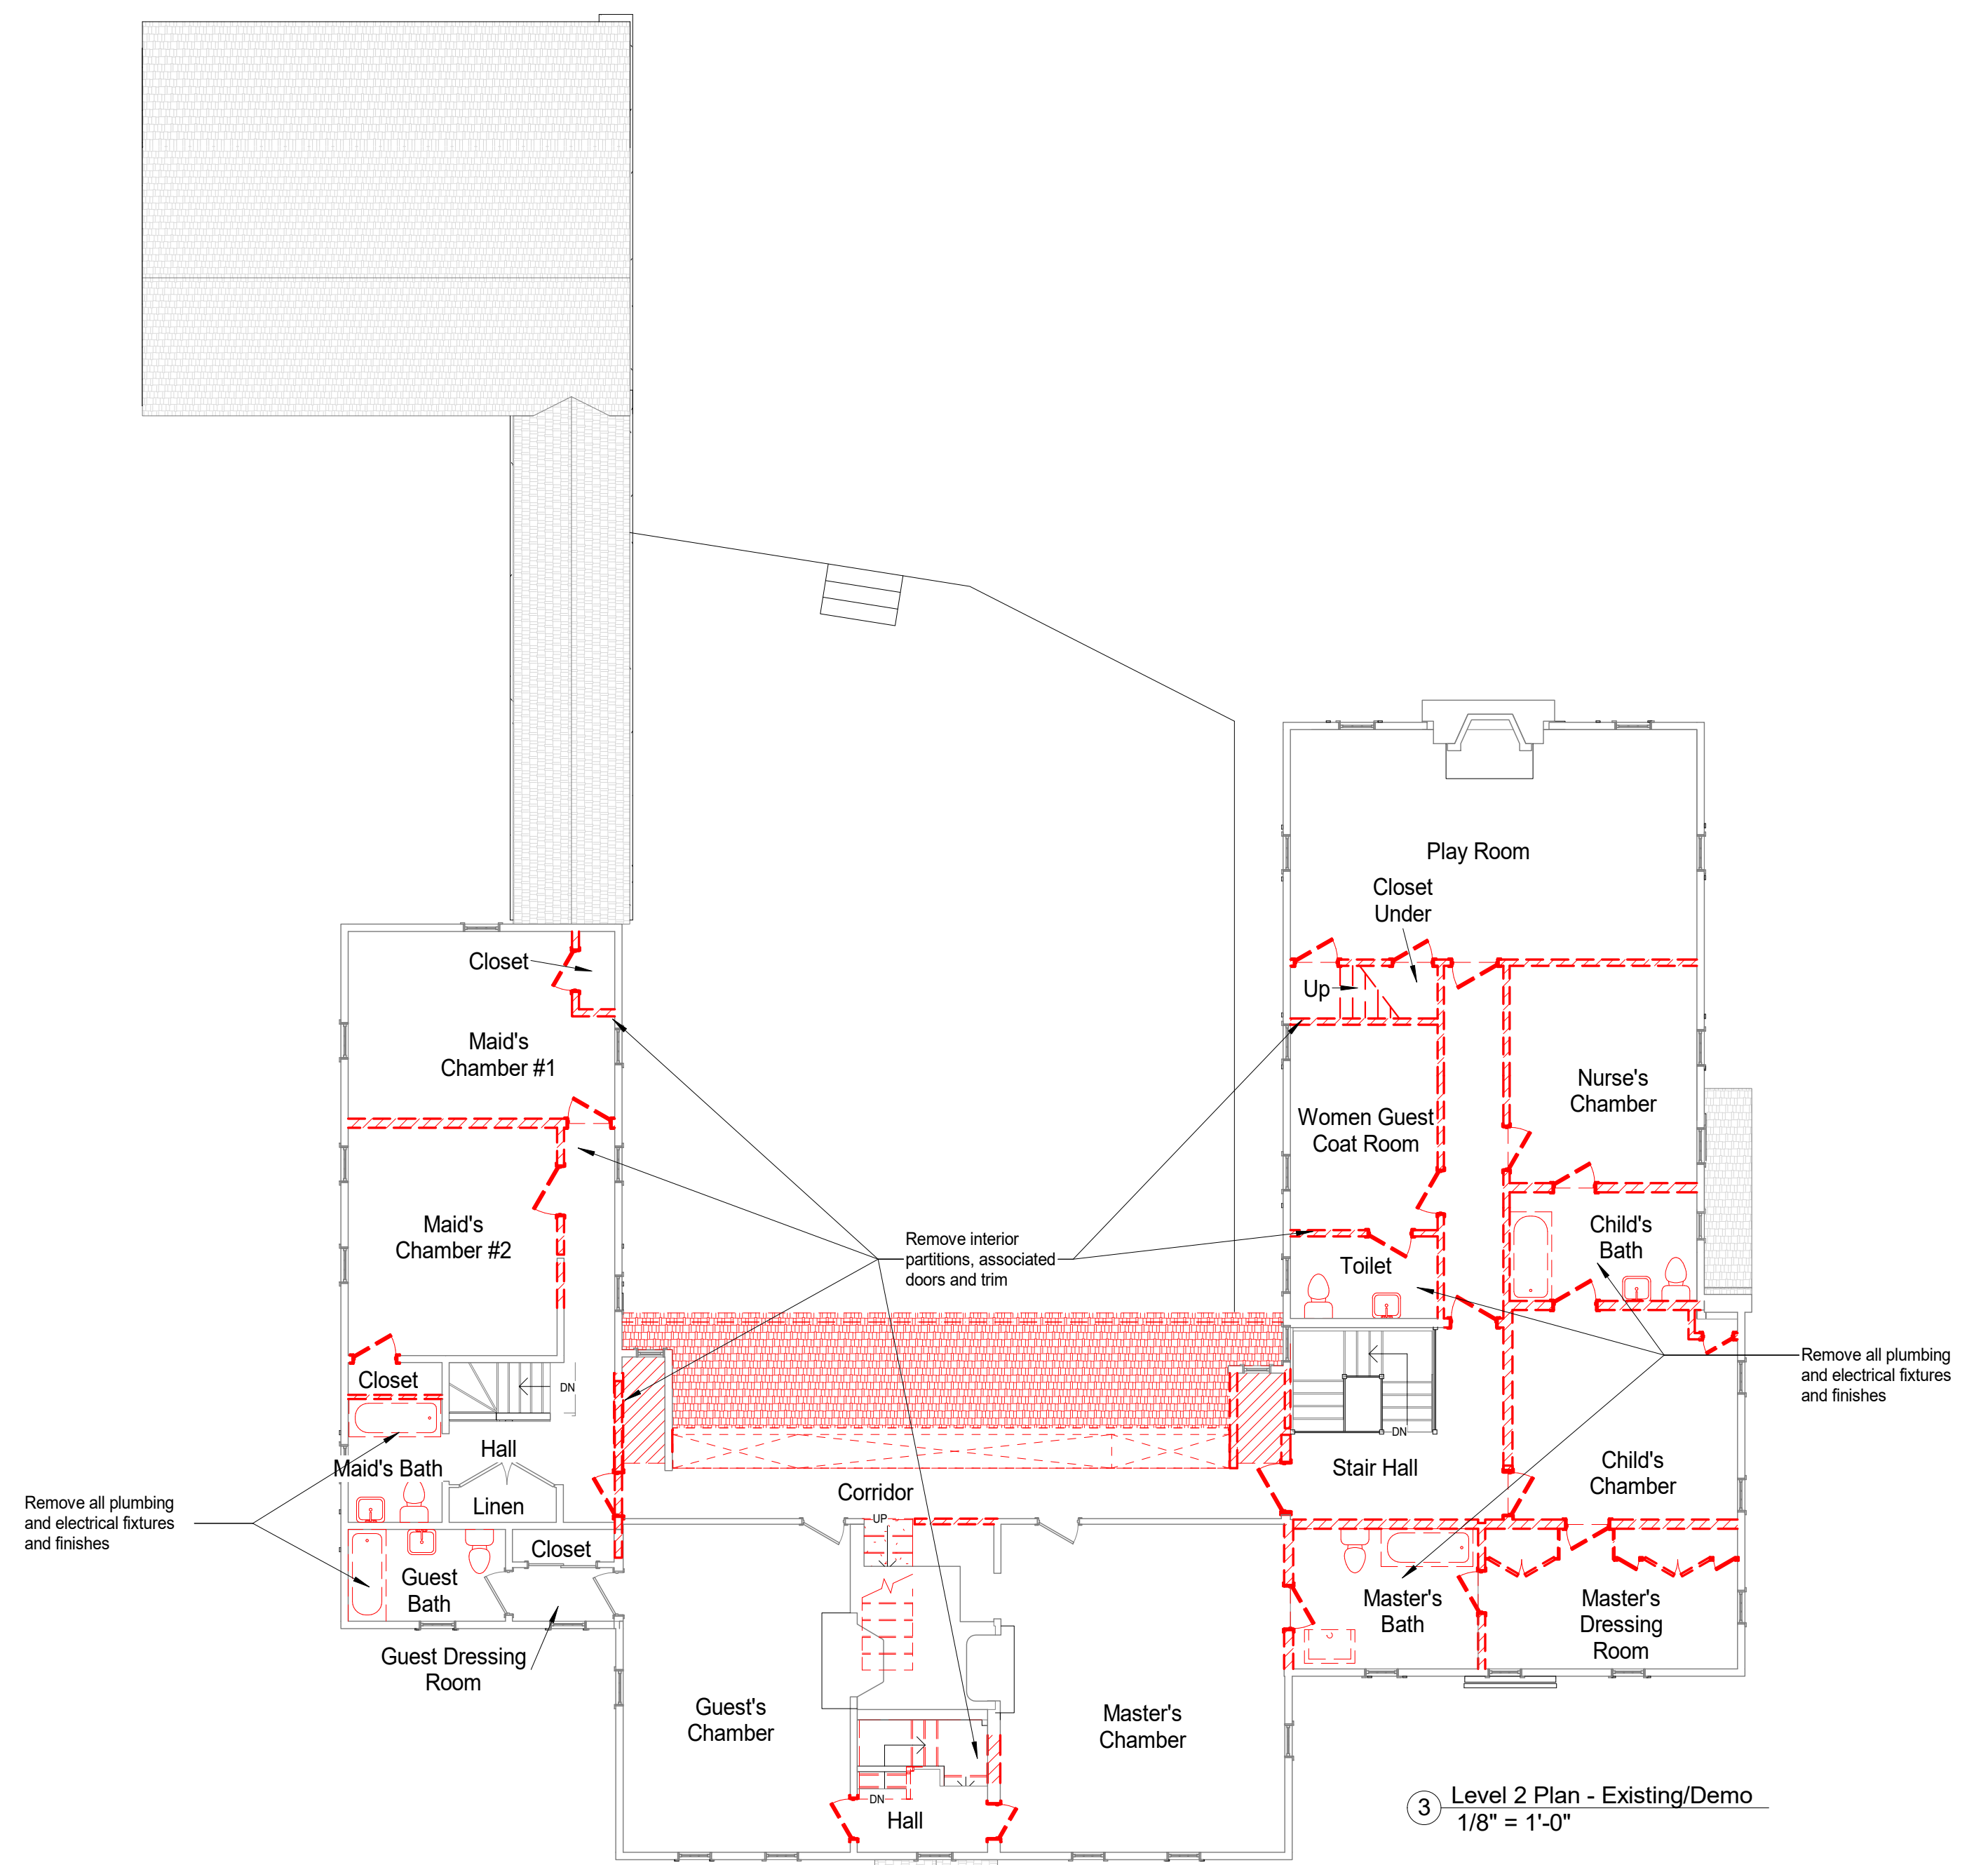 Play Room
Closet
Under
Closet
Up
Maid's
Chamber #1
Nurse's
Chamber
Women Guest
Coat Room
Maid's
Chamber #2
Remove interior
partitions, associated
doors and trim
Child's
Bath
Toilet
Remove all plumbing
and electrical fixtures
and finishes
Closet
DN
DN
Hall
Maid's Bath
Linen
Corridor
Stair Hall
Child's
Chamber
Remove all plumbing
and electrical fixtures
and finishes
UP
Closet
Guest
Bath
Master's
Bath
Master's
Dressing
Room
Guest Dressing
Room
Guest's
Chamber
Master's
Chamber
DN
Hall
3
Level 2 Plan - Existing/Demo
1/8" = 1'-0"